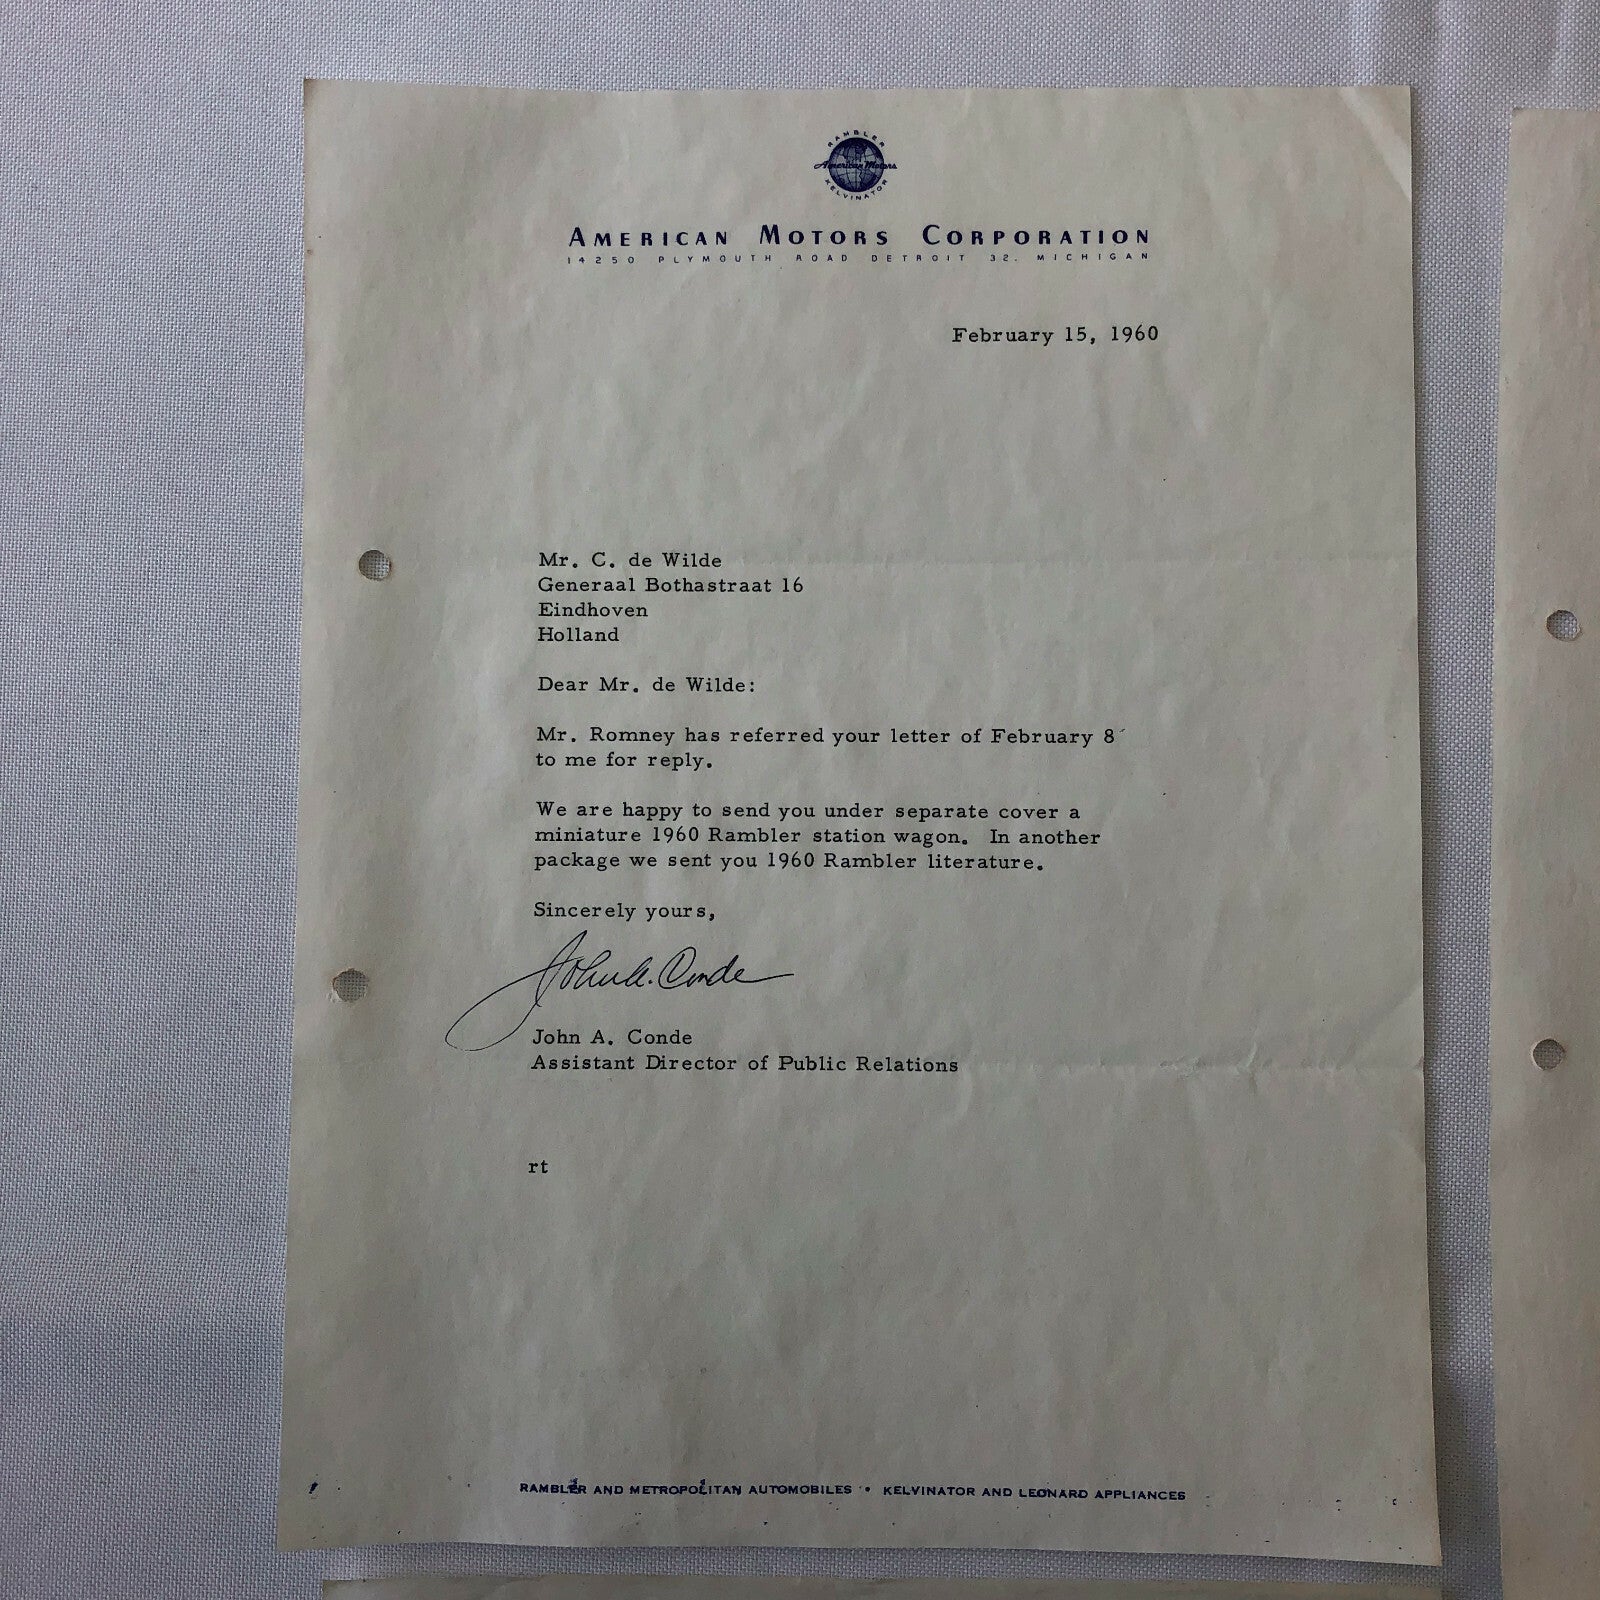 RAMBLER
American Motors
KELVINATOR
AMERICAN MOTORS CORPORATION
14250 PLYMOUTH ROAD DETROIT 32, MICHIGAN
February 15, 1960
Mr. C. de Wilde
Generaal Bothastraat 16
Eindhoven
Holland
Dear Mr. de Wilde:
Mr. Romney has referred your letter of February 8
to me for reply.
We are happy to send you under separate cover a
miniature 1960 Rambler station wagon. In another
package we sent you 1960 Rambler literature.
Sincerely yours,
John A. Conde
John A. Conde
Assistant Director of Public Relations
rt
RAMBLER AND METROPOLITAN AUTOMOBILES • KELVINATOR AND LEONARD APPLIANCES